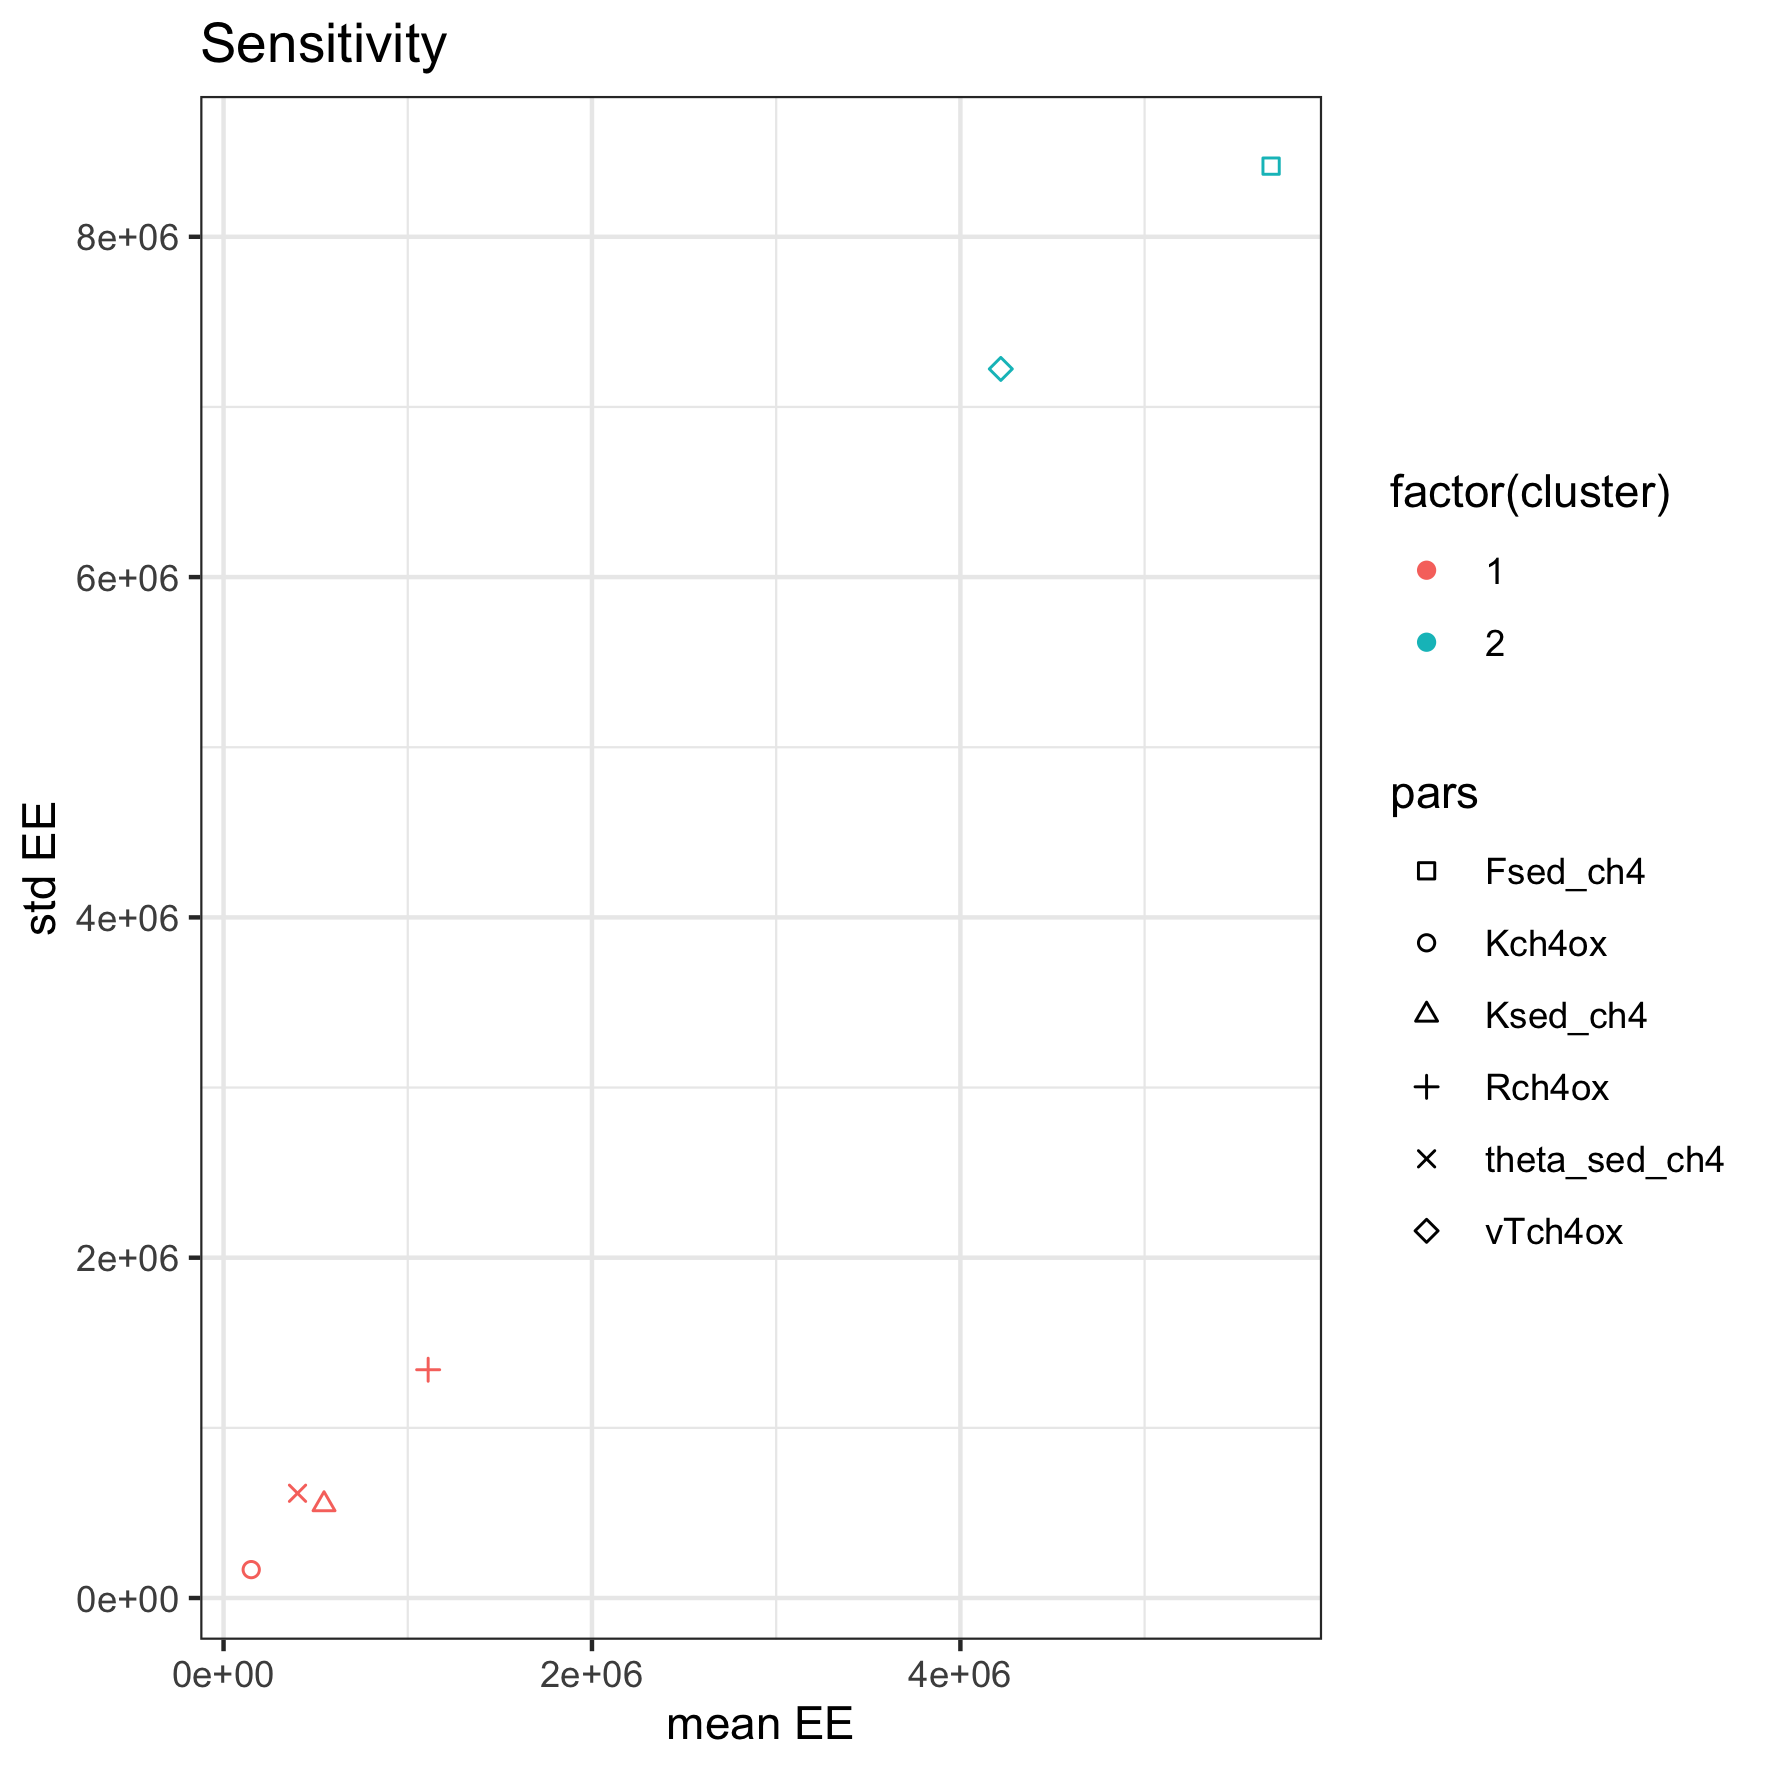 Sensitivity
8e+06
6e+06
4e+06
2e+06
0e+00
std EE
0e+00 2e+06 4e+06
mean EE
factor(cluster)
1
2
pars
Fsed_ch4
Kch4ox
Ksed_ch4
Rch4ox
theta_sed_ch4
vTch4ox